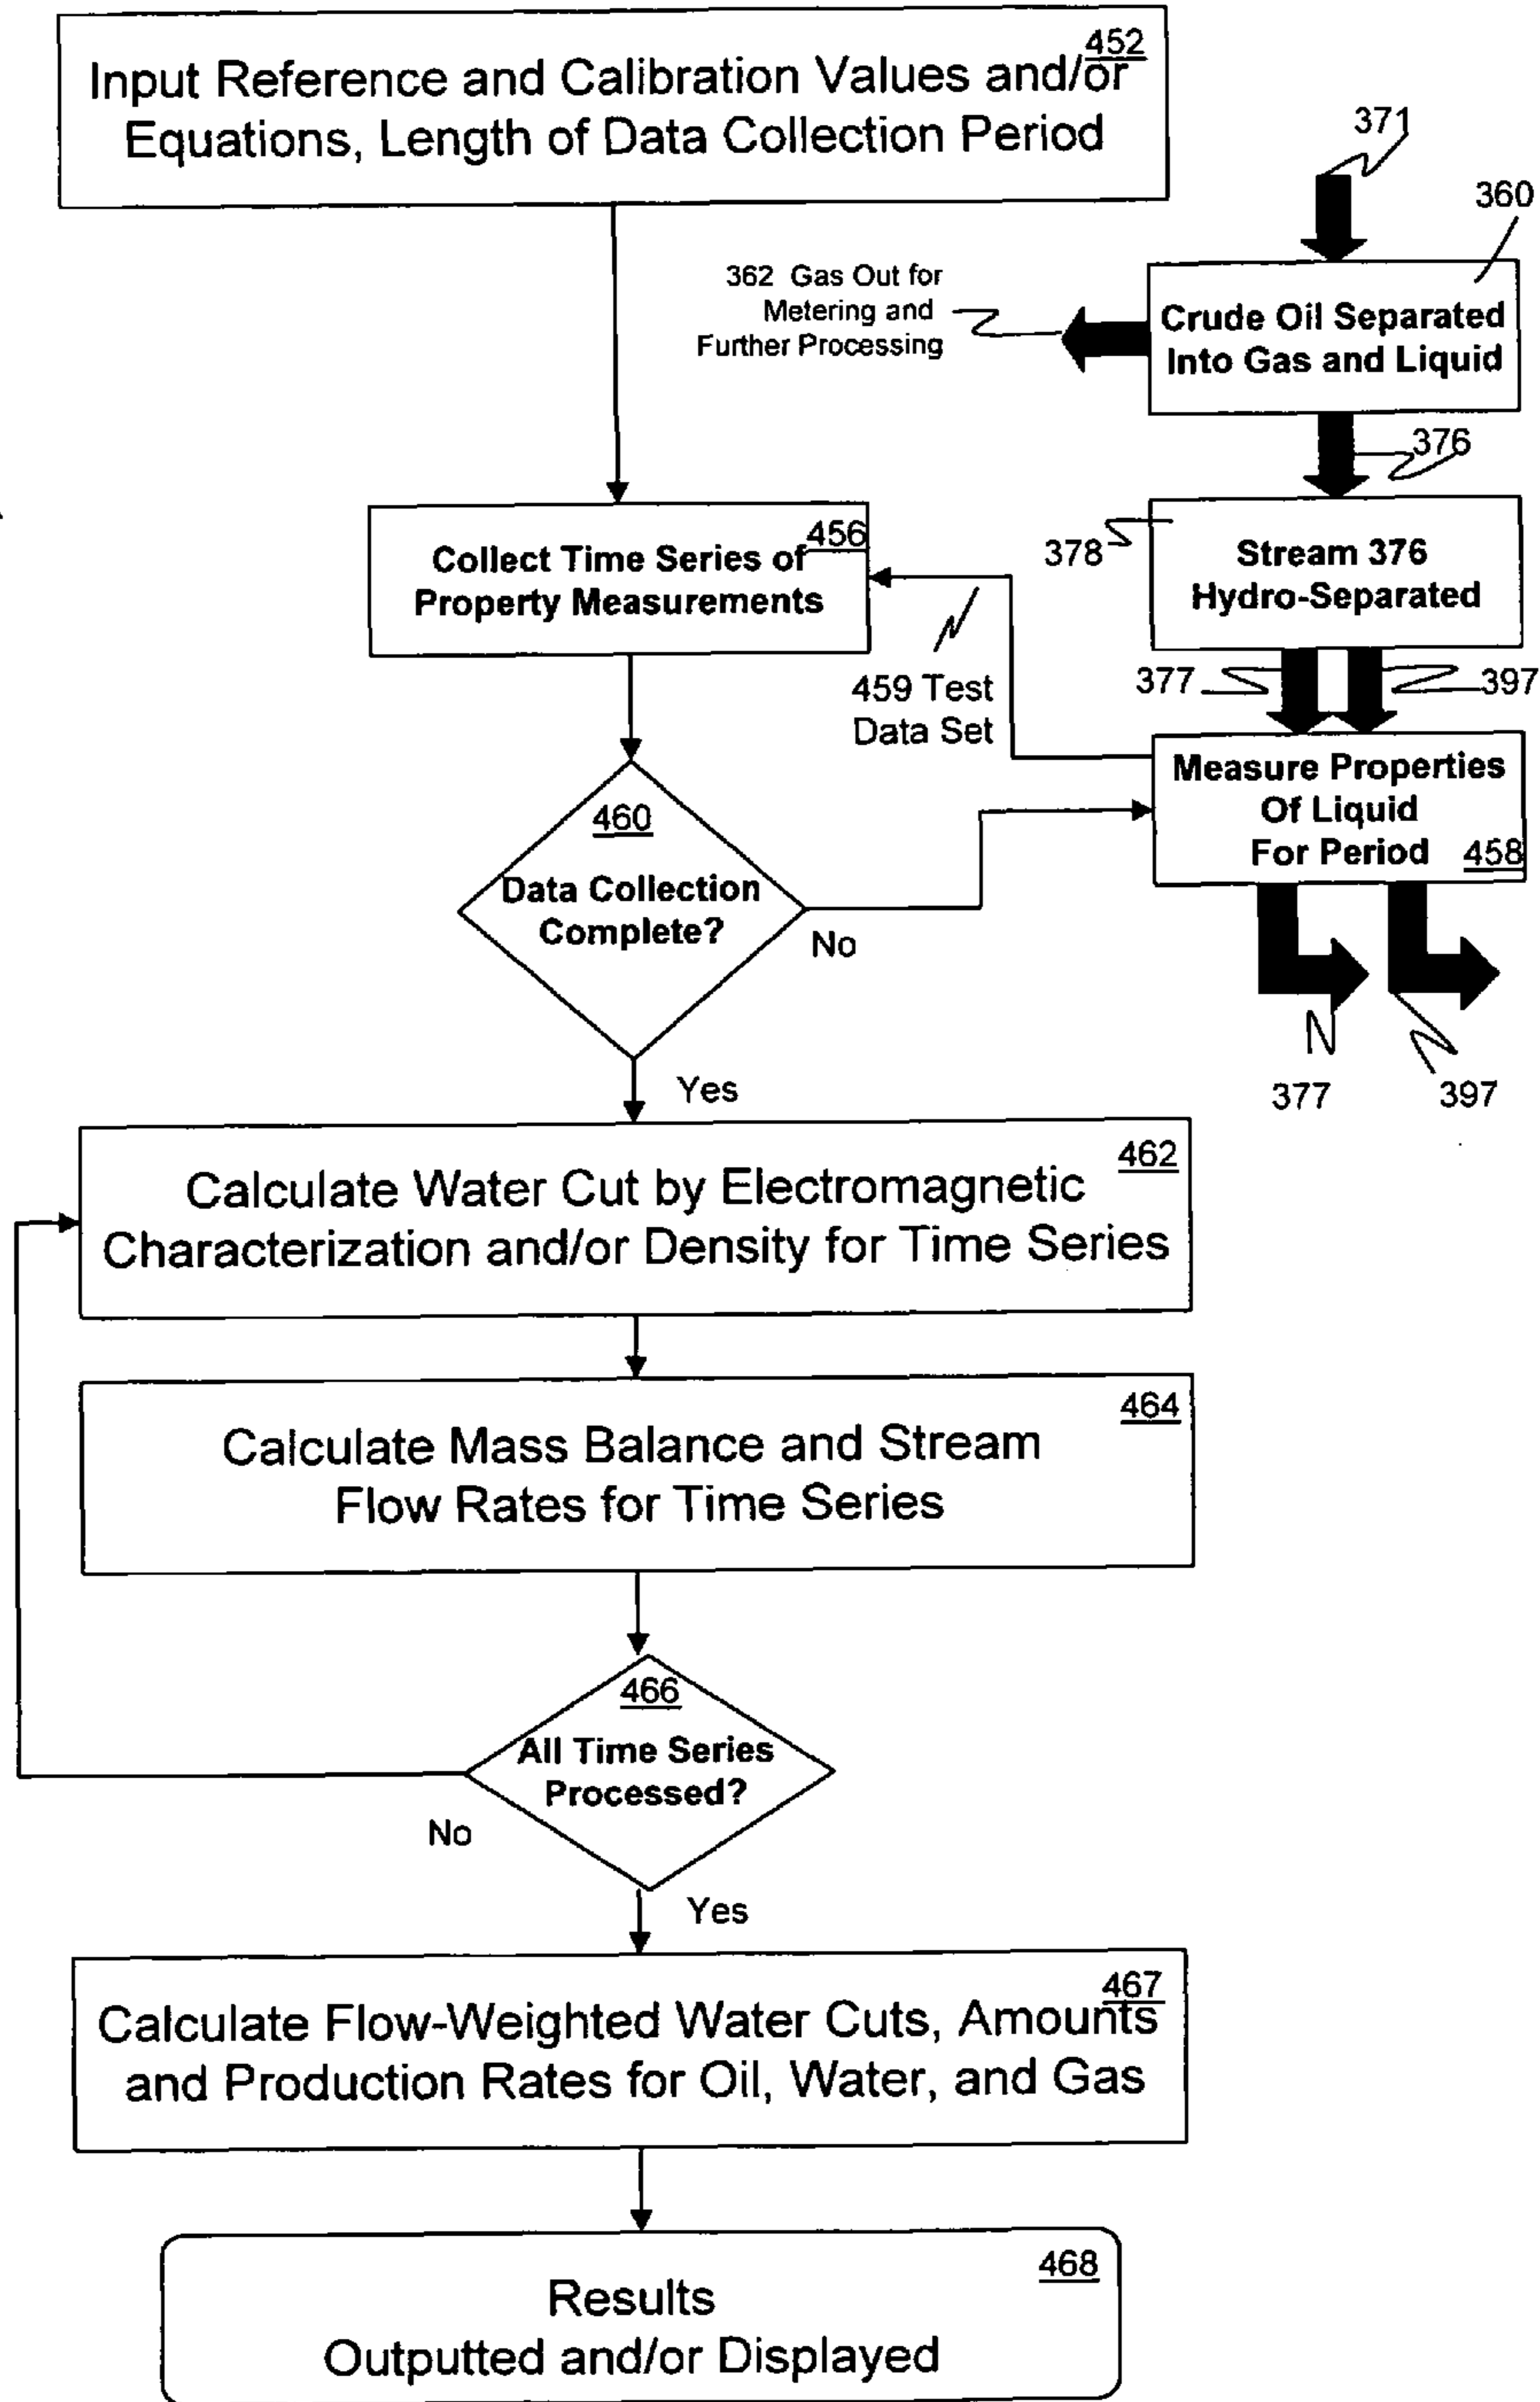 452
Input Reference and Calibration Values and/or
Equations, Length of Data Collection Period
371
360
362 Gas Out for
Metering and
Further Processing
Crude Oil Separated
Into Gas and Liquid
376
456
Collect Time Series of
Property Measurements
378
Stream 376
Hydro-Separated
377
397
459 Test
Data Set
Measure Properties
Of Liquid
For Period
458
460
Data Collection
Complete?
No
377
397
Yes
462
Calculate Water Cut by Electromagnetic
Characterization and/or Density for Time Series
464
Calculate Mass Balance and Stream
Flow Rates for Time Series
466
All Time Series
Processed?
No
Yes
467
Calculate Flow-Weighted Water Cuts, Amounts
and Production Rates for Oil, Water, and Gas
468
Results
Outputted and/or Displayed